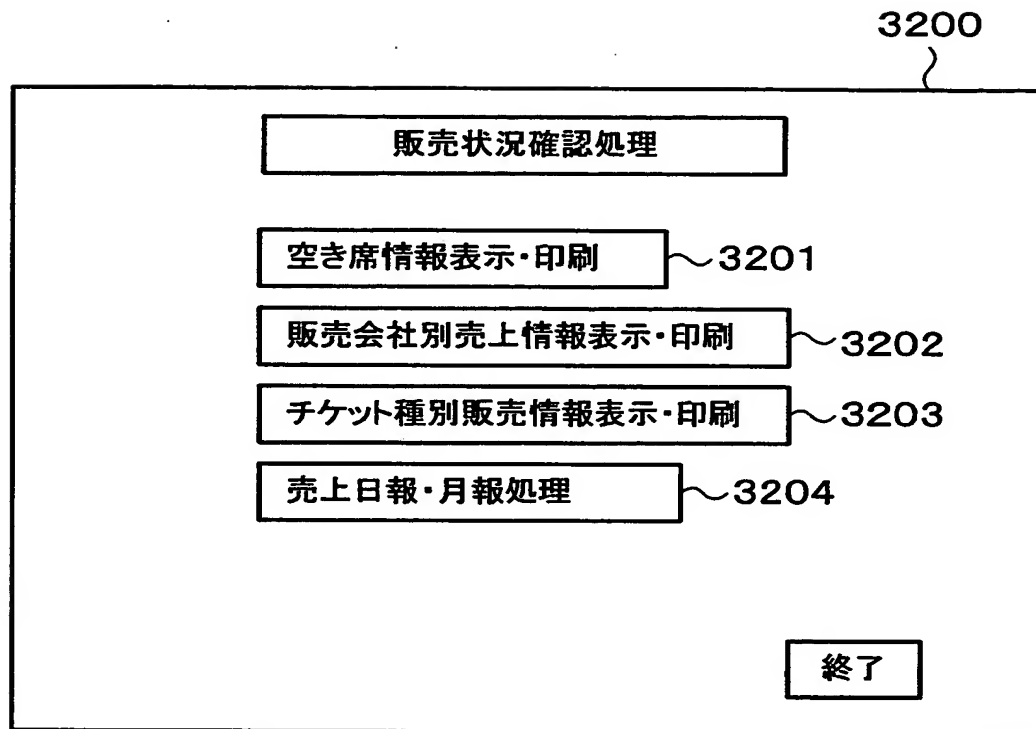 3200
販売状況確認処理
空き席情報表示・印刷 3201
販売会社別売上情報表示・印刷 3202
チケット種別販売情報表示・印刷 3203
売上日報・月報処理 3204
終了